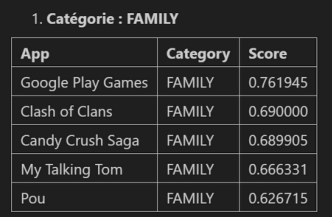 1. Catégorie : FAMILY
App Category Score
Google Play Games FAMILY 0.761945
Clash of Clans FAMILY 0.690000
Candy Crush Saga FAMILY 0.689905
My Talking Tom FAMILY 0.666331
Pou FAMILY 0.626715